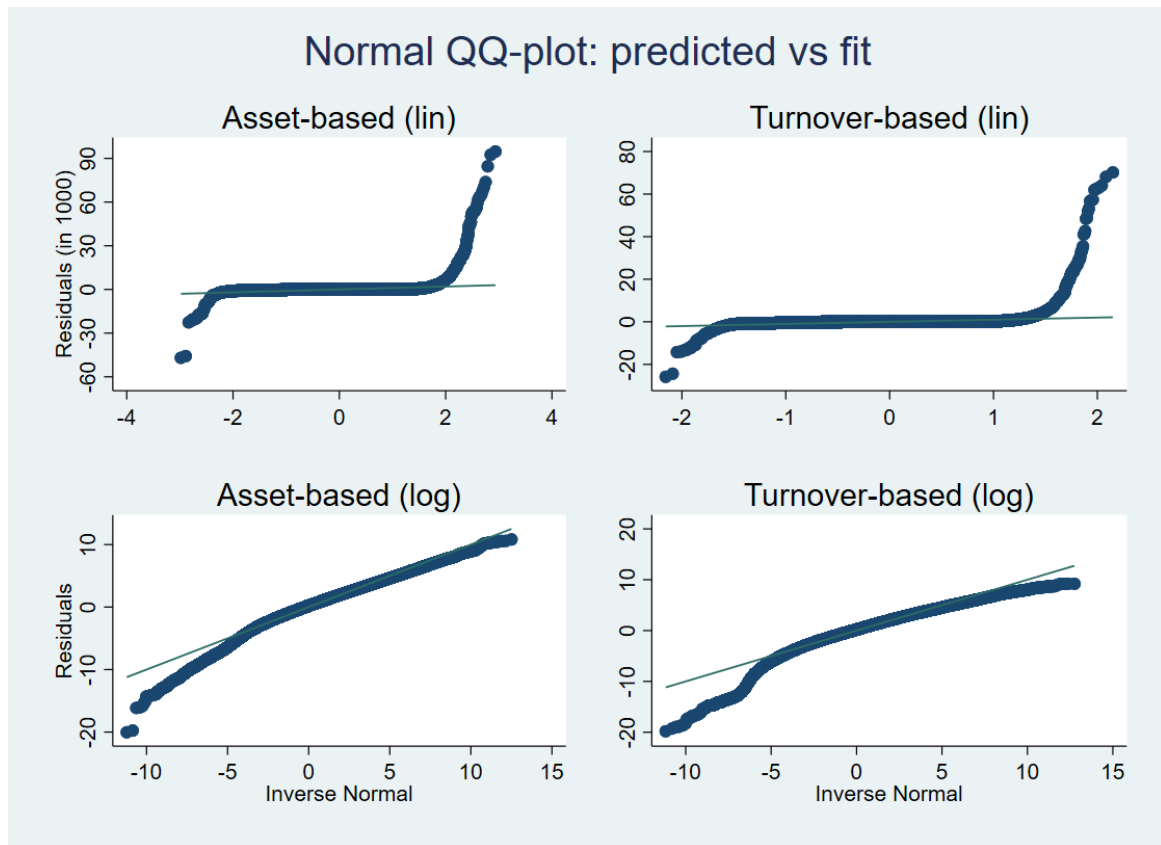 Normal QQ-plot: predicted vs fit
Asset-based (lin)
Residuals (in 1000)
90
60
30
0
-30
-60
-4 -2 0 2 4
Turnover-based (lin)
80
60
40
20
0
-20
-2 -1 0 1 2
Asset-based (log)
Residuals
10
0
-10
-20
-10 -5 0 5 10 15
Inverse Normal
Turnover-based (log)
20
10
0
-10
-20
-10 -5 0 5 10 15
Inverse Normal